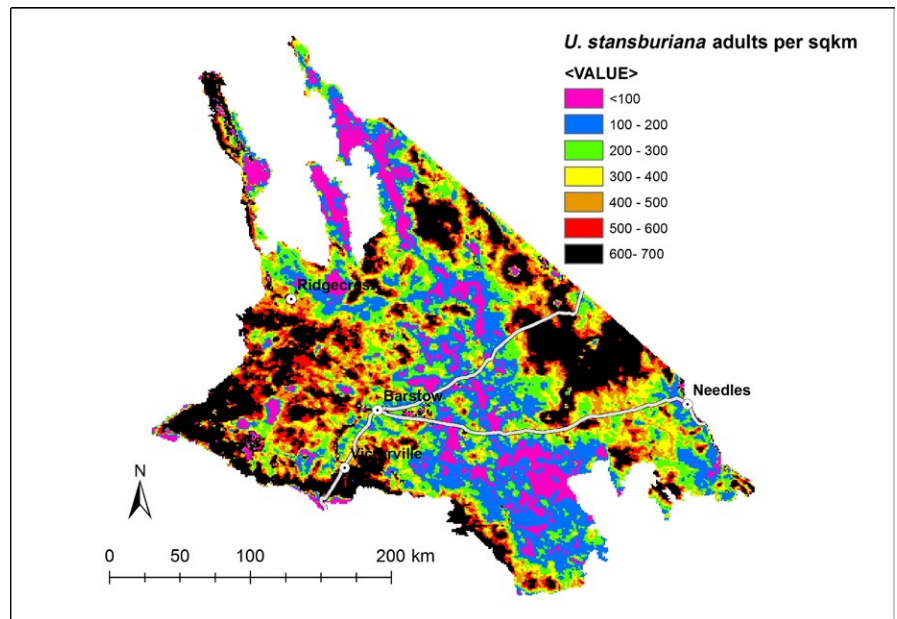 U. stansburiana adults per sqkm
<VALUE>
<100
100 - 200
200 - 300
300 - 400
400 - 500
500 - 600
600- 700
Ridgecrest
Needles
Barstow
Victorville
N
0 50 100 200 km